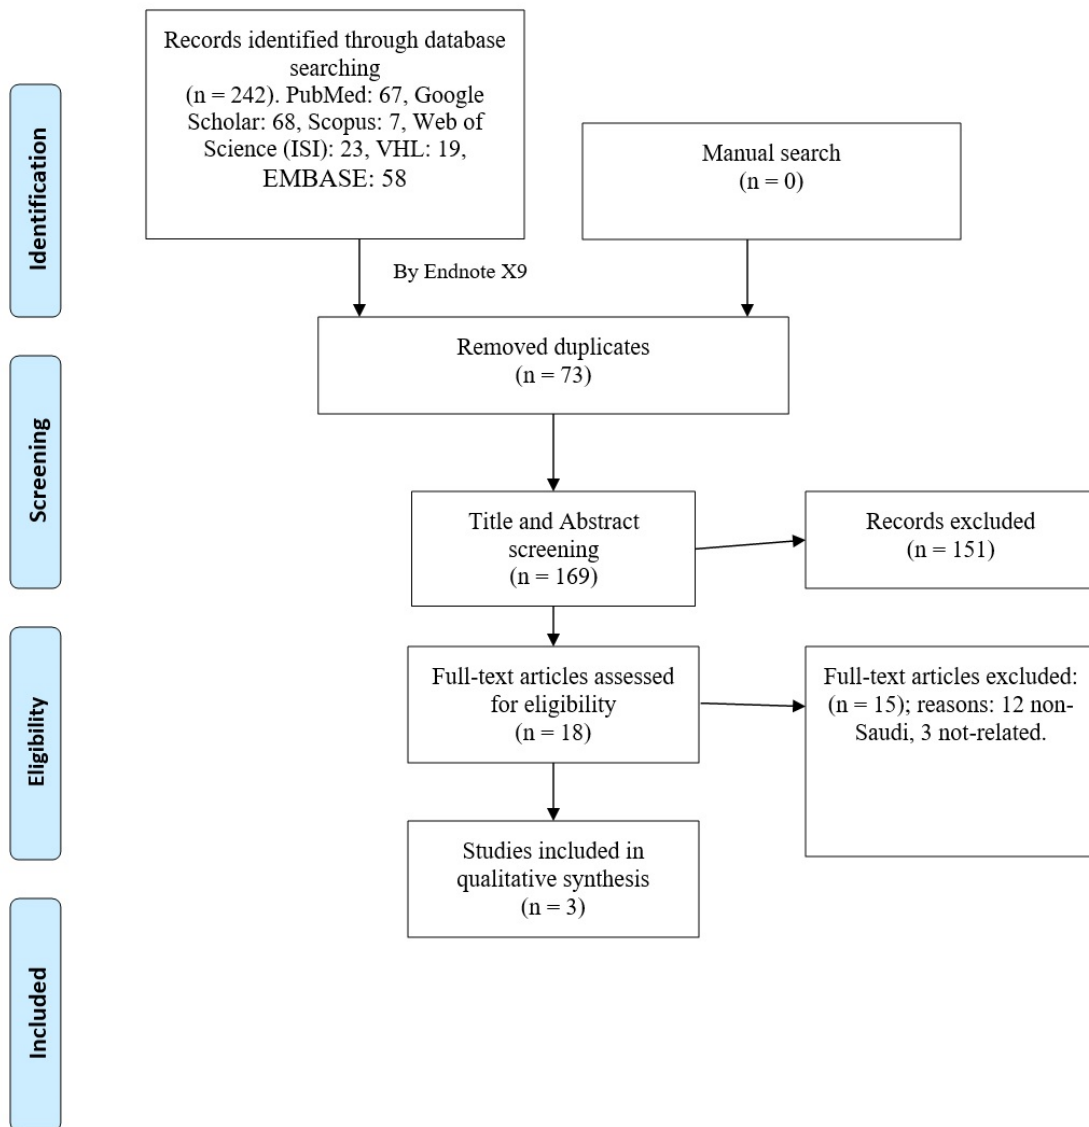 Records identified through database
searching
(n = 242). PubMed: 67, Google
Scholar: 68, Scopus: 7, Web of
Science (ISI): 23, VHL: 19,
EMBASE: 58
Identification
Manual search
(n = 0)
By Endnote X9
Removed duplicates
(n = 73)
Screening
Title and Abstract
screening
(n = 169)
Records excluded
(n = 151)
Eligibility
Full-text articles assessed
for eligibility
(n = 18)
Full-text articles excluded:
(n = 15); reasons: 12 non-
Saudi, 3 not-related.
Studies included in
qualitative synthesis
(n = 3)
Included